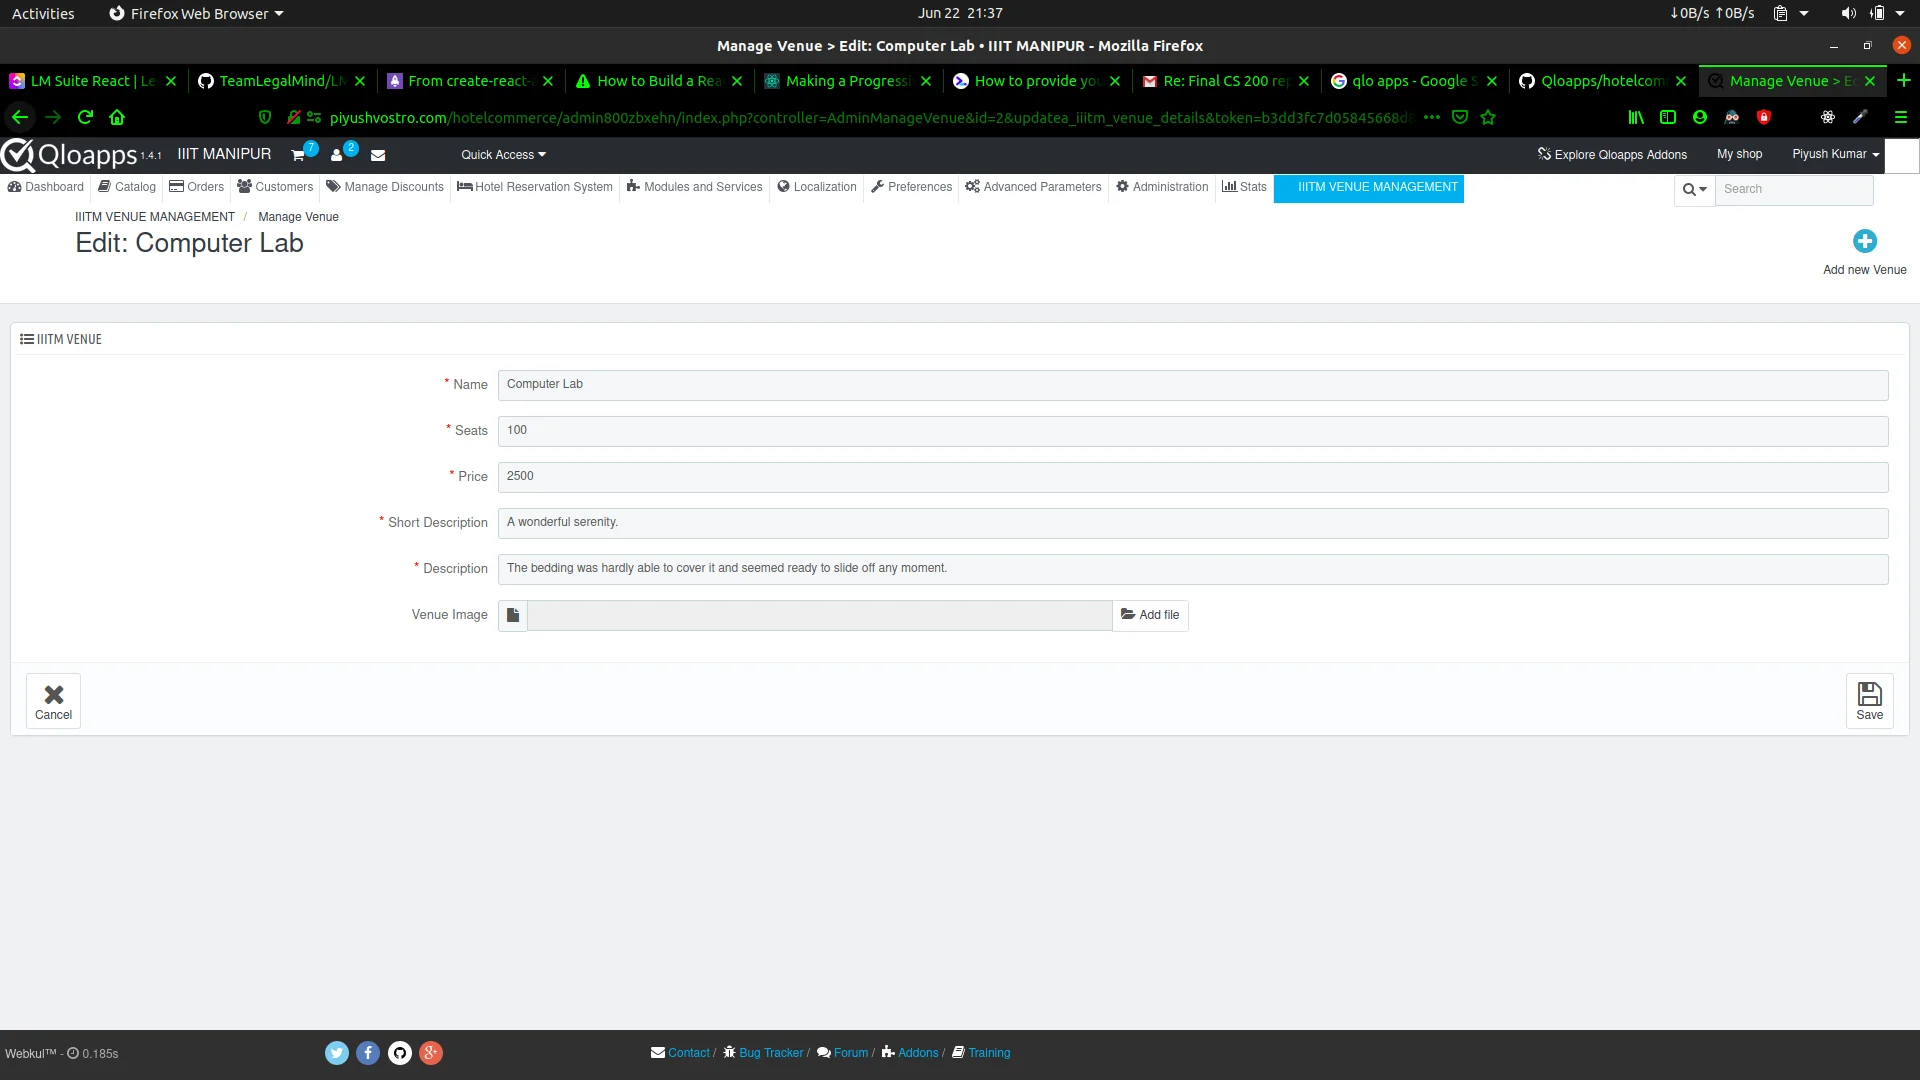 Activities Firefox Web Browser Jun 22 21:37 ↓0B/s ↑0B/s
Manage Venue > Edit: Computer Lab • IIIT MANIPUR - Mozilla Firefox
LM Suite React | Le TeamLegalMind/LM From create-react- How to Build a Rea Making a Progressi How to provide you Re: Final CS 200 rep qlo apps - Google S Qloapps/hotelcom Manage Venue > Ed
piyushvostro.com/hotelcommerce/admin800zbxehn/index.php?controller=AdminManageVenue&id=2&updatea_iiitm_venue_details&token=b3dd3fc7d05845668d
Qloapps 1.4.1 IIIT MANIPUR 7 2 Quick Access Explore Qloapps Addons My shop Piyush Kumar
Dashboard Catalog Orders Customers Manage Discounts Hotel Reservation System Modules and Services Localization Preferences Advanced Parameters Administration Stats IIITM VENUE MANAGEMENT Search
IIITM VENUE MANAGEMENT / Manage Venue
Edit: Computer Lab
Add new Venue
IIITM VENUE
* Name Computer Lab
* Seats 100
* Price 2500
* Short Description A wonderful serenity.
* Description The bedding was hardly able to cover it and seemed ready to slide off any moment.
Venue Image Add file
Cancel Save
Webkul™ - 0.185s Contact / Bug Tracker / Forum / Addons / Training